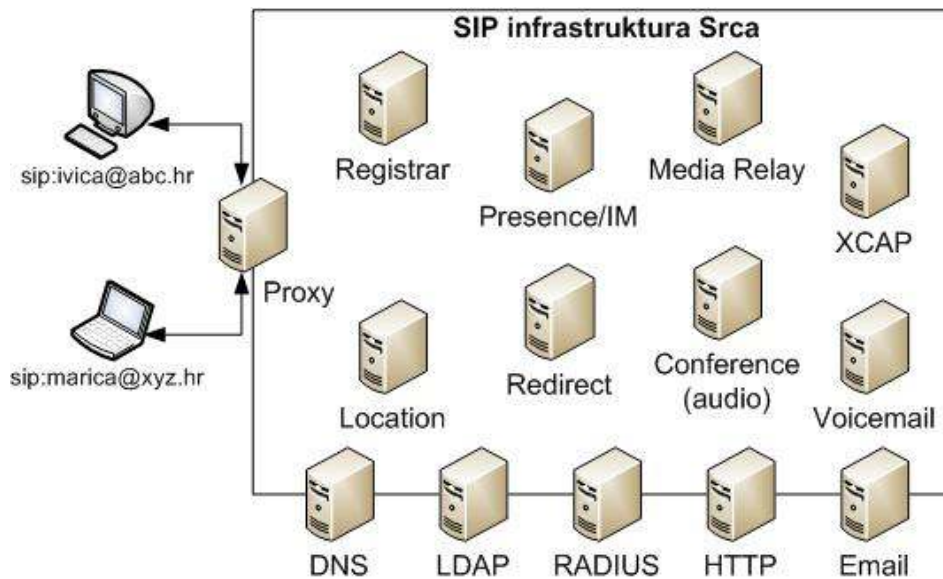 SIP infrastruktura Srca
sip:ivica@abc.hr
Registrar
Media Relay
Presence/IM
XCAP
Proxy
sip:marica@xyz.hr
Location
Redirect
Conference
(audio)
Voicemail
DNS
LDAP
RADIUS
HTTP
Email